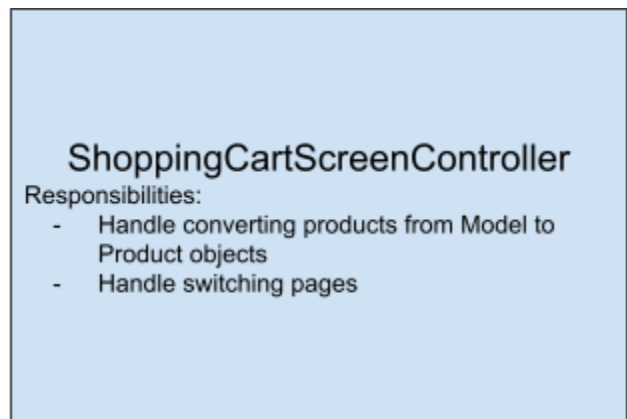 ShoppingCartScreenController
Responsibilities:
- Handle converting products from Model to
Product objects
- Handle switching pages